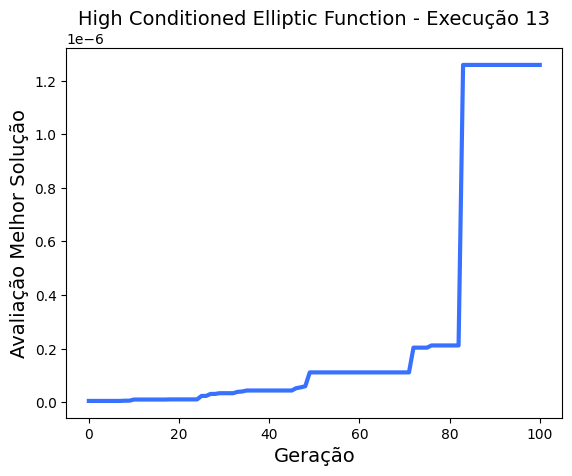 High Conditioned Elliptic Function - Execução 13
1e−6
1.2
1.0
0.8
0.6
0.4
0.2
0.0
Avaliação Melhor Solução
0 20 40 60 80 100
Geração